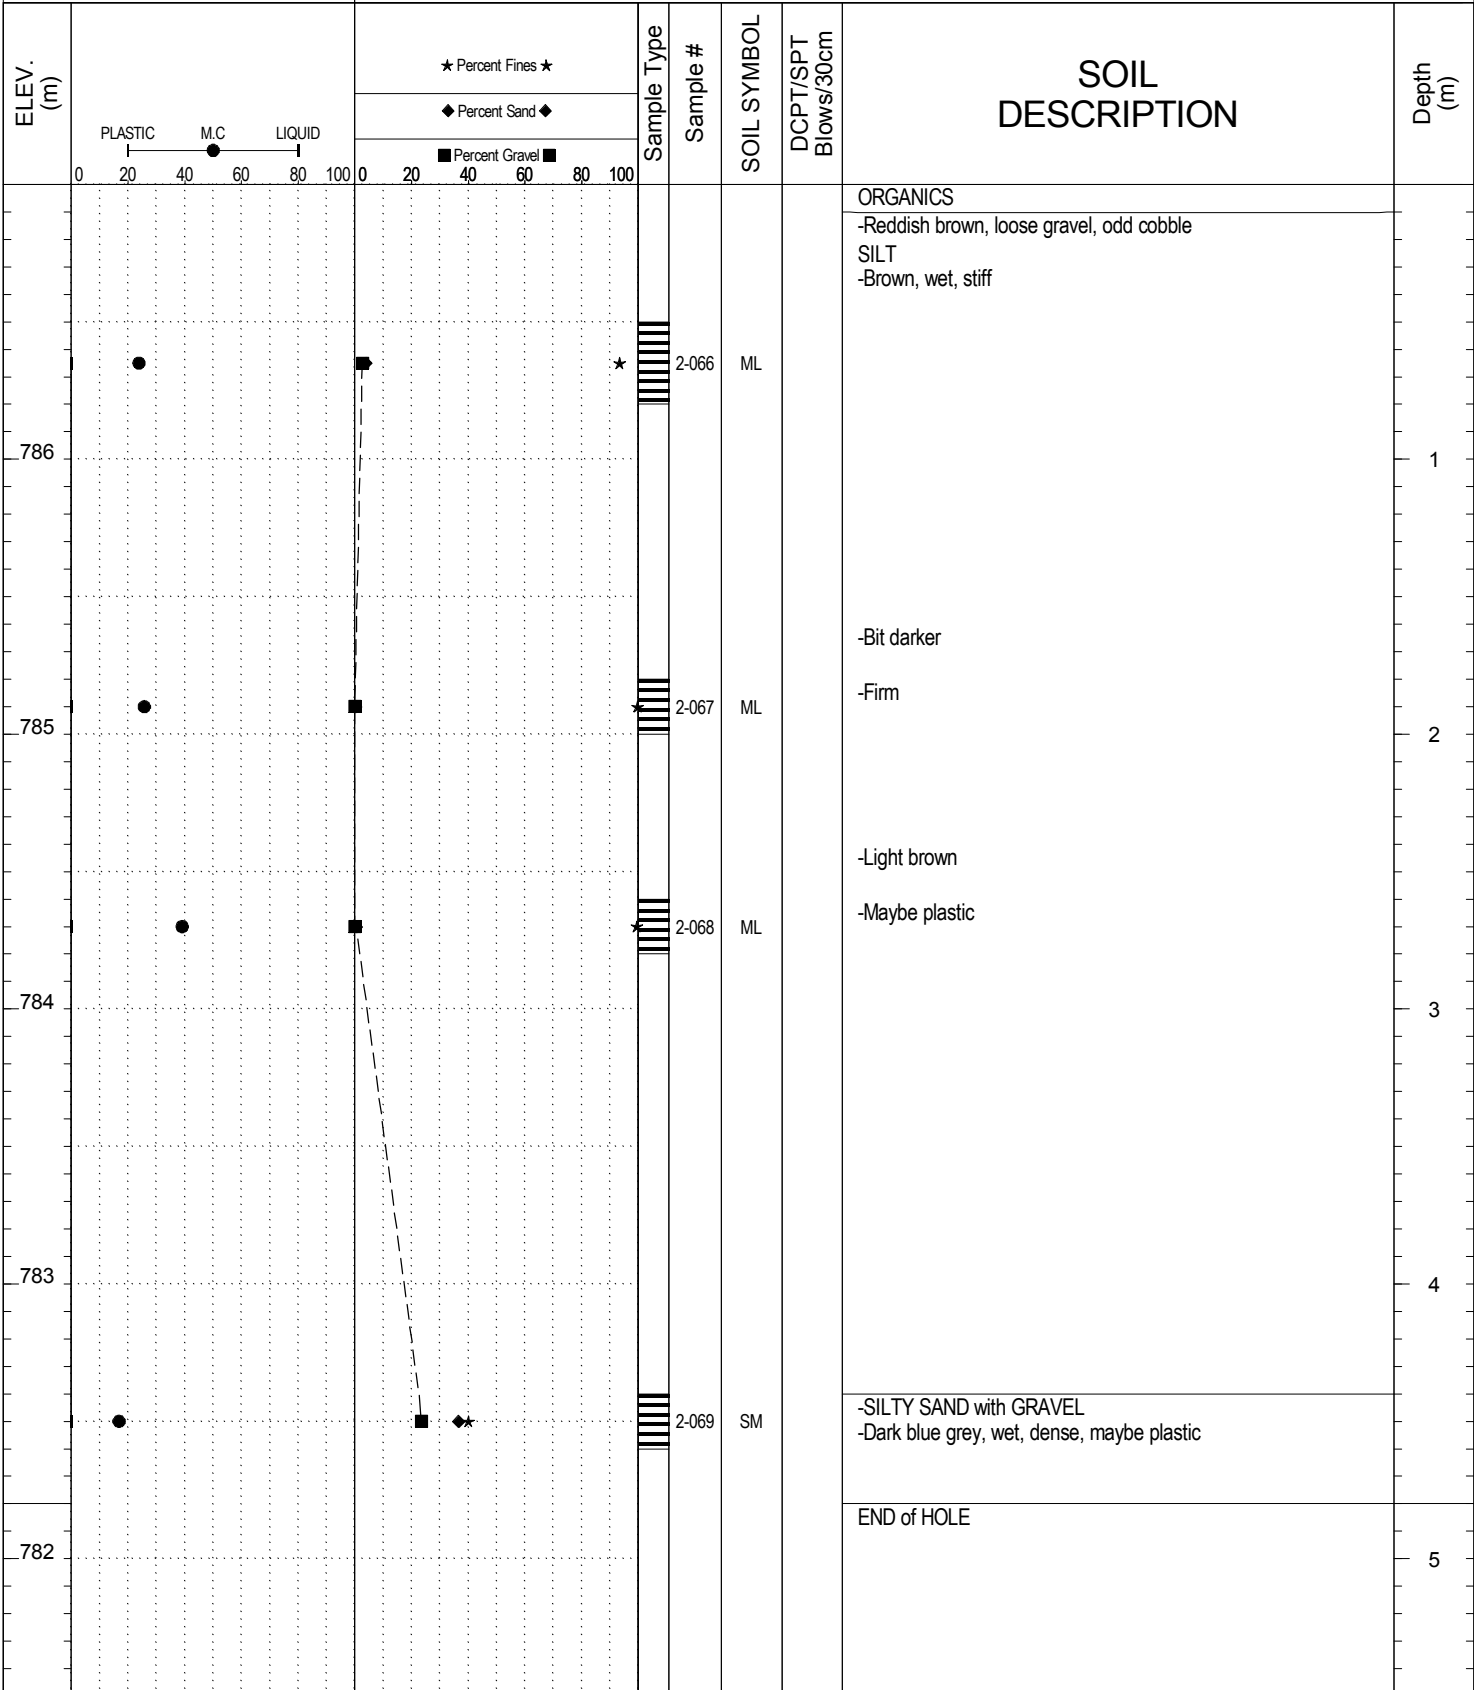 ELEV.
(m)
PLASTIC M.C LIQUID
0 20 40 60 80 100
★ Percent Fines ★
◆ Percent Sand ◆
■ Percent Gravel ■
0 20 40 60 80 100
Sample Type
Sample #
SOIL SYMBOL
DCPT/SPT
Blows/30cm
SOIL
DESCRIPTION
Depth
(m)
ORGANICS
-Reddish brown, loose gravel, odd cobble
SILT
-Brown, wet, stiff
2-066 ML
786 1
-Bit darker
-Firm
2-067 ML
785 2
-Light brown
-Maybe plastic
2-068 ML
784 3
783 4
-SILTY SAND with GRAVEL
2-069 SM
-Dark blue grey, wet, dense, maybe plastic
END of HOLE
782 5